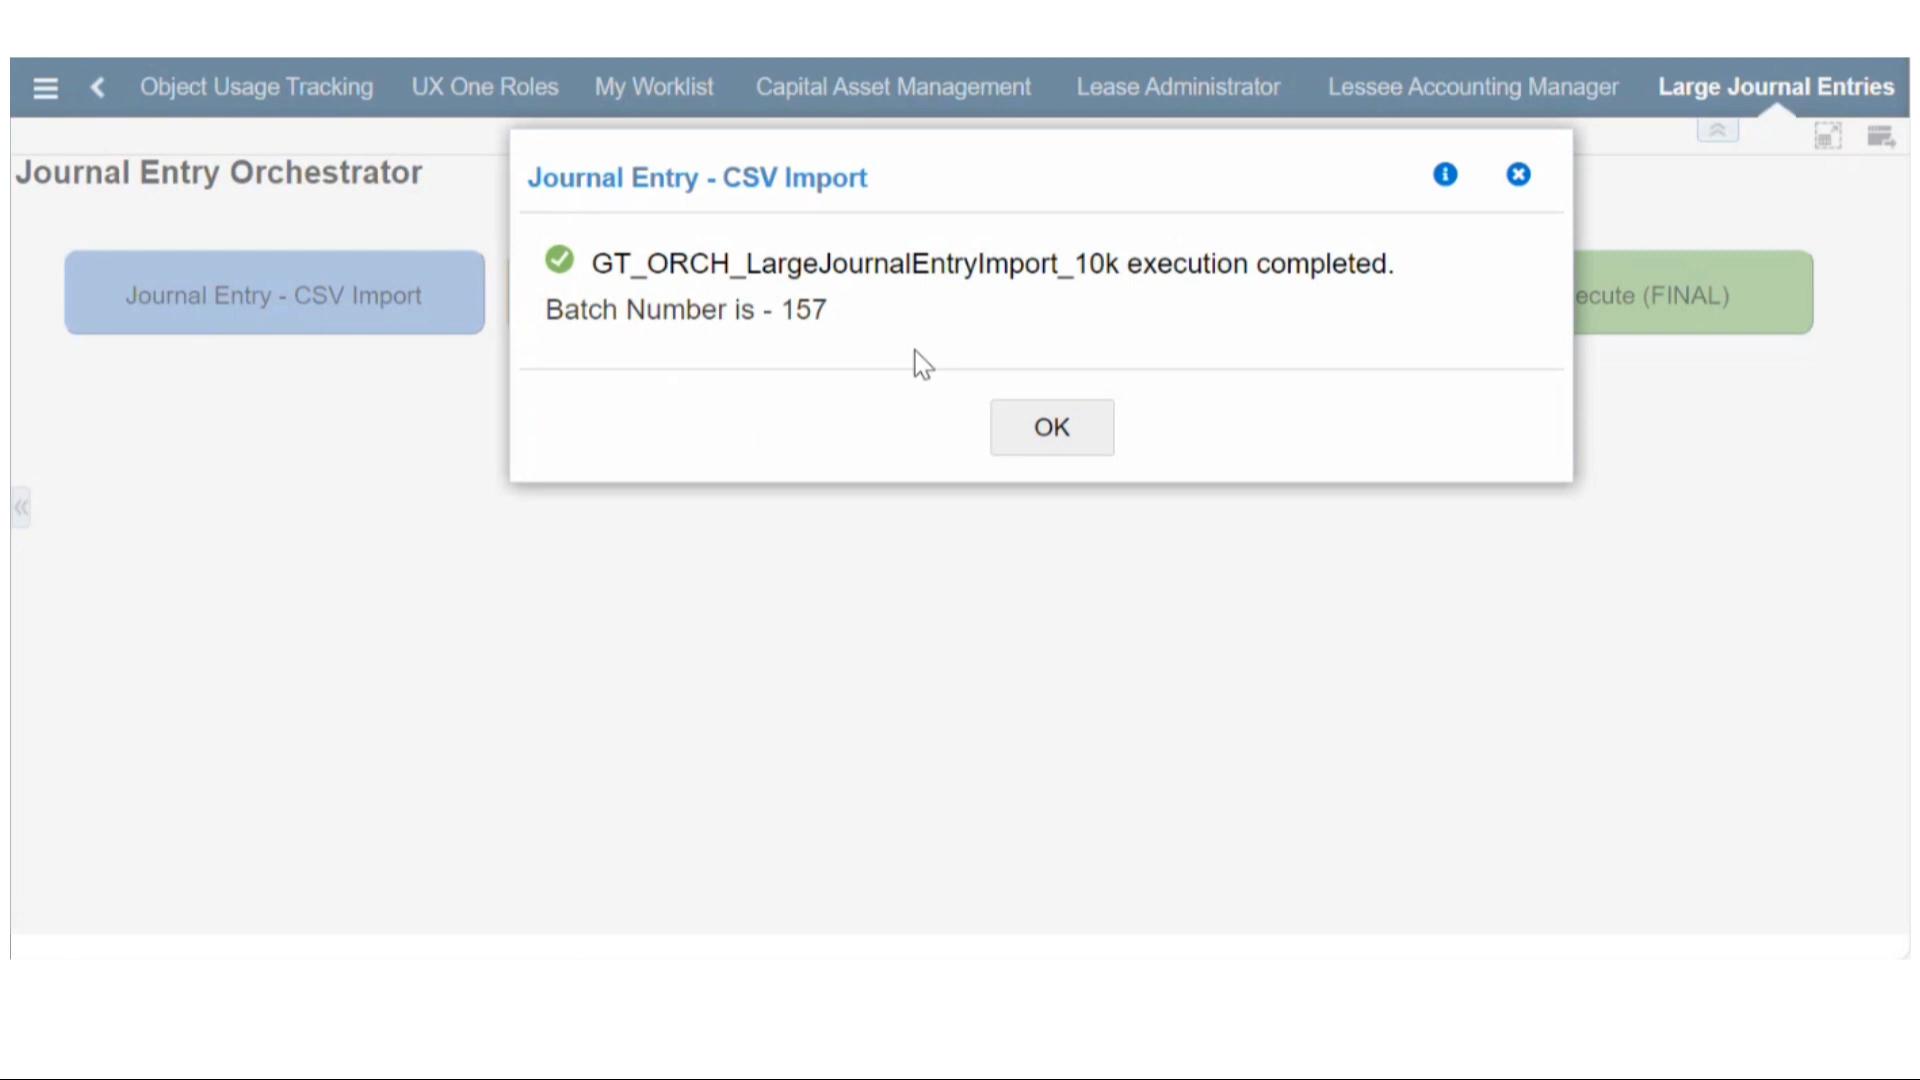 Object Usage Tracking UX One Roles My Worklist Capital Asset Management Lease Administrator Lessee Accounting Manager Large Journal Entries
Journal Entry Orchestrator
Journal Entry - CSV Import
GT_ORCH_LargeJournalEntryImport_10k execution completed.
Batch Number is - 157
OK
Journal Entry - CSV Import
ecute (FINAL)